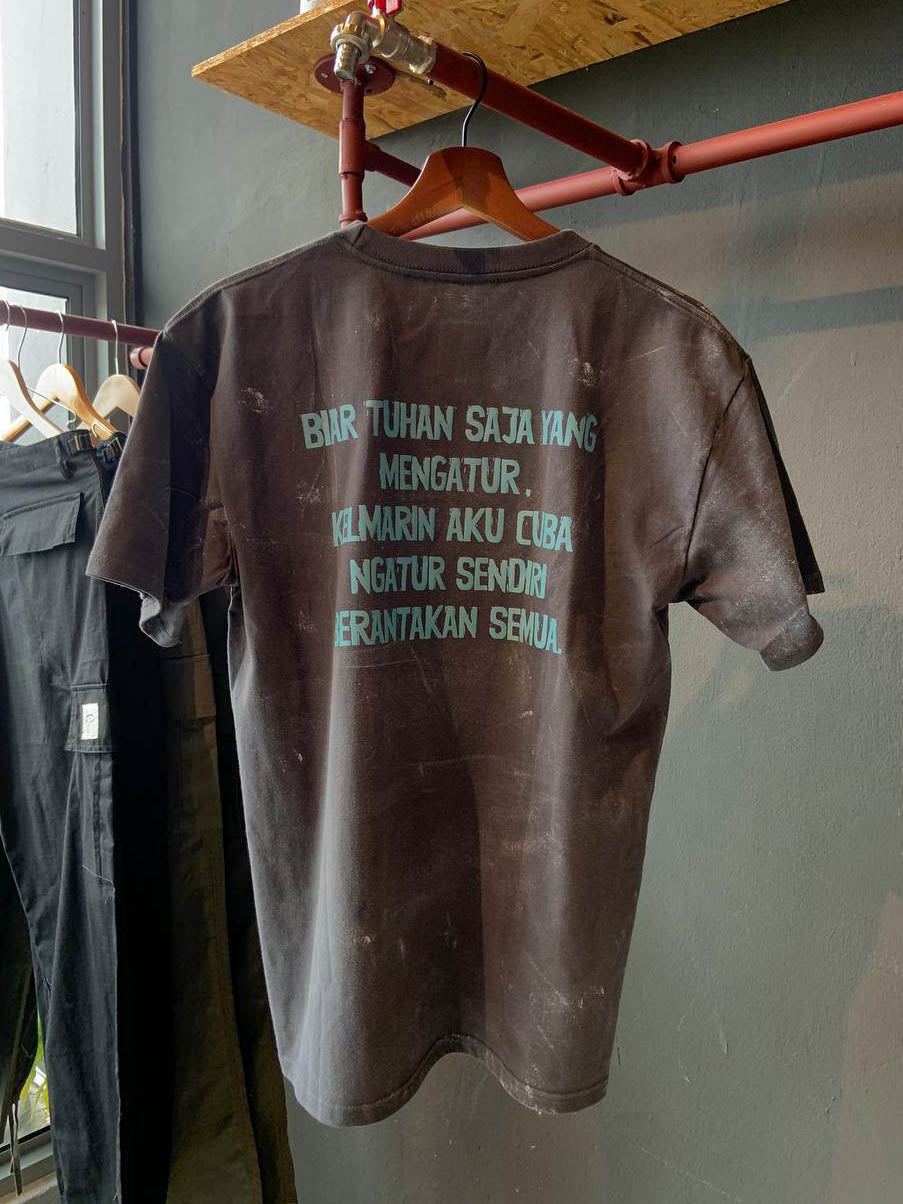 BIAR TUHAN SAJA YANG
MENGATUR,
KELMARIN AKU CUBA
NGATUR SENDIRI
BERANTAKAN SEMUA.